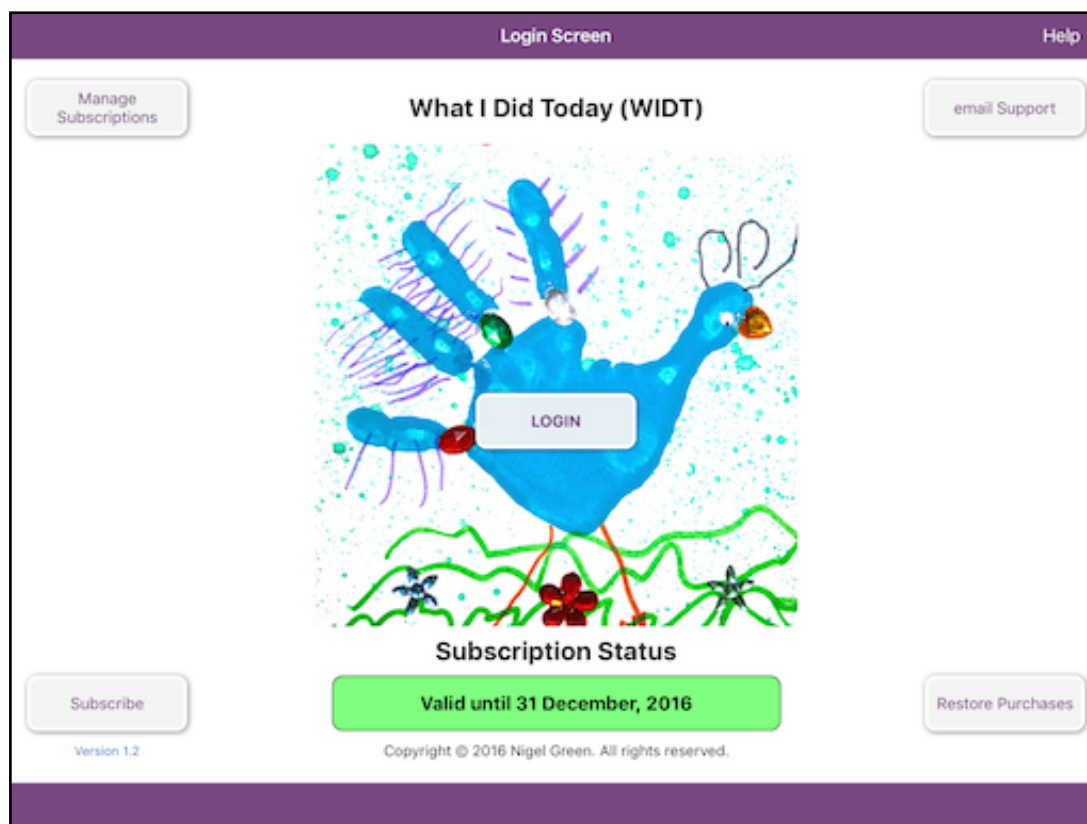 Login Screen
Help
Manage
Subscriptions
What I Did Today (WIDT)
email Support
LOGIN
Subscription Status
Subscribe
Valid until 31 December, 2016
Restore Purchases
Version 1.2
Copyright © 2016 Nigel Green. All rights reserved.